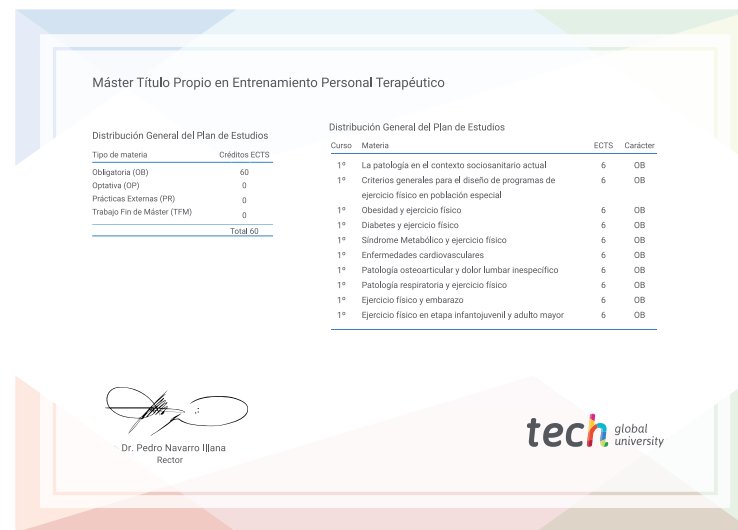 Máster Título Propio en Entrenamiento Personal Terapéutico
Distribución General del Plan de Estudios
Tipo de materia Créditos ECTS
Obligatoria (OB) 60
Optativa (OP) 0
Prácticas Externas (PR) 0
Trabajo Fin de Máster (TFM) 0
Total 60
Distribución General del Plan de Estudios
Curso Materia ECTS Carácter
1º La patología en el contexto sociosanitario actual 6 OB
1º Criterios generales para el diseño de programas de 6 OB
ejercicio físico en población especial
1º Obesidad y ejercicio físico 6 OB
1º Diabetes y ejercicio físico 6 OB
1º Síndrome Metabólico y ejercicio físico 6 OB
1º Enfermedades cardiovasculares 6 OB
1º Patología osteoarticular y dolor lumbar inespecífico 6 OB
1º Patología respiratoria y ejercicio físico 6 OB
1º Ejercicio físico y embarazo 6 OB
1º Ejercicio físico en etapa infantojuvenil y adulto mayor 6 OB
Dr. Pedro Navarro Illana
Rector
tech global
university